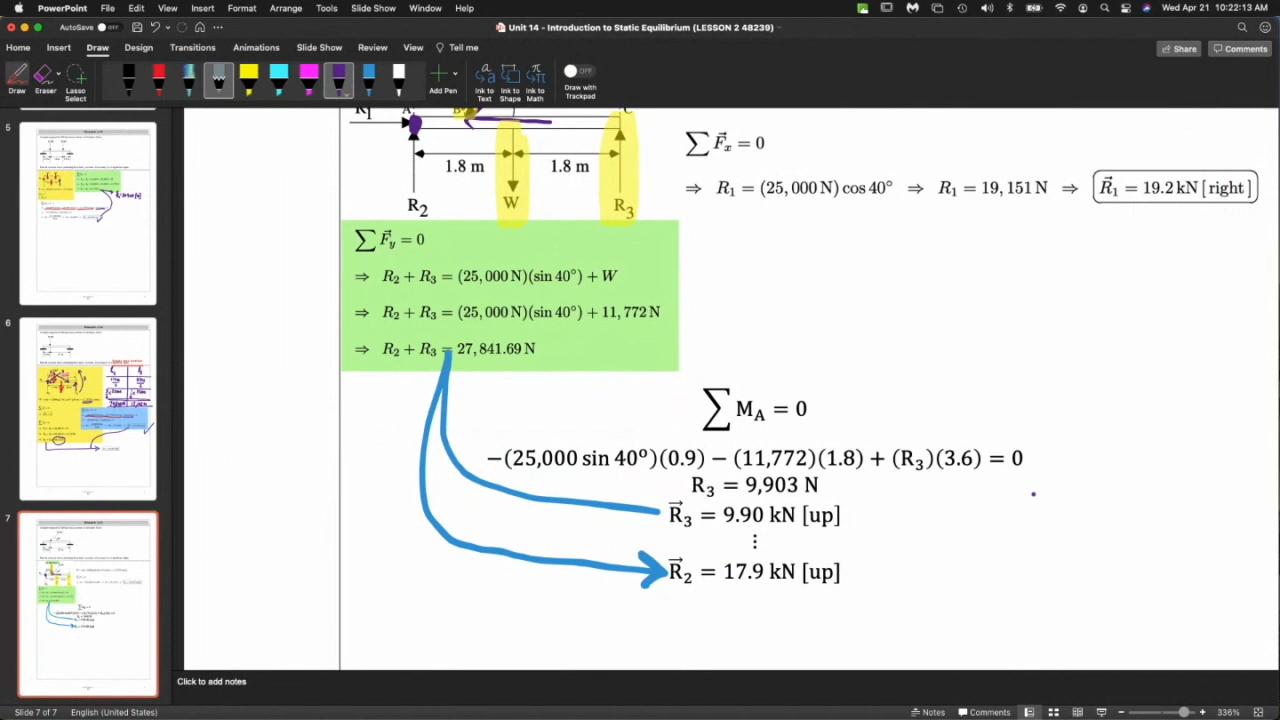 PowerPoint File Edit View Insert Format Arrange Tools Slide Show Window Help Wed Apr 21 10:22:13 AM
AutoSave OFF Unit 14 - Introduction to Static Equilibrium (LESSON 2 48239)
Home Insert Draw Design Transitions Animations Slide Show Review View Tell me Share Comments
Draw Eraser Lasso Select Add Pen Ink to Text Ink to Shape Ink to Math OFF Draw with Trackpad
5
6
7
R1 A B C
1.8 m 1.8 m
R2 W R3
∑ F⃗x = 0
⇒ R1 = (25,000 N) cos 40° ⇒ R1 = 19,151 N ⇒ R⃗1 = 19.2 kN [right]
∑ F⃗y = 0
⇒ R2 + R3 = (25,000 N)(sin 40°) + W
⇒ R2 + R3 = (25,000 N)(sin 40°) + 11,772 N
⇒ R2 + R3 = 27,841.69 N
∑ MA = 0
−(25,000 sin 40°)(0.9) − (11,772)(1.8) + (R3)(3.6) = 0
R3 = 9,903 N
R⃗3 = 9.90 kN [up]
⋮
R⃗2 = 17.9 kN [up]
Click to add notes
Slide 7 of 7 English (United States) Notes Comments 336%